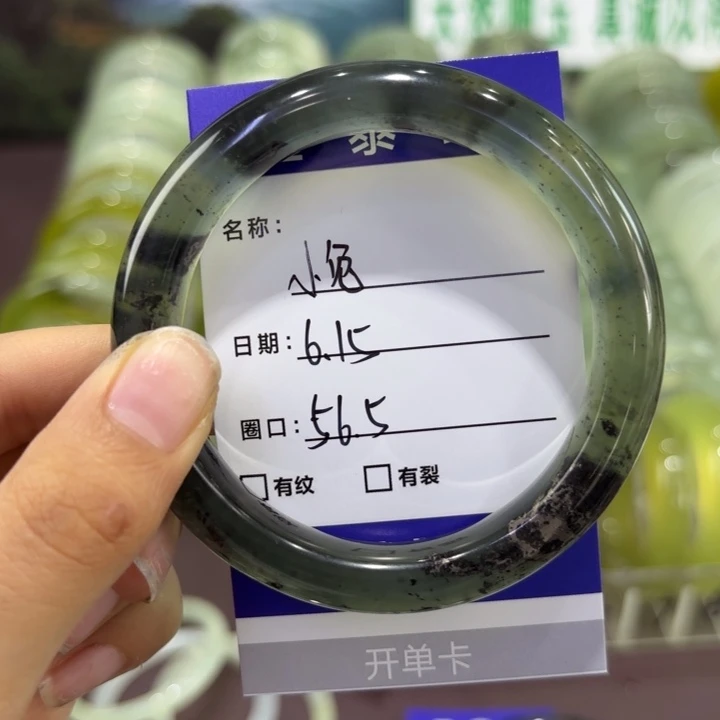 泰
名称: 小兔
日期: 6.15
圈口: 56.5
□有纹 □有裂
开单卡